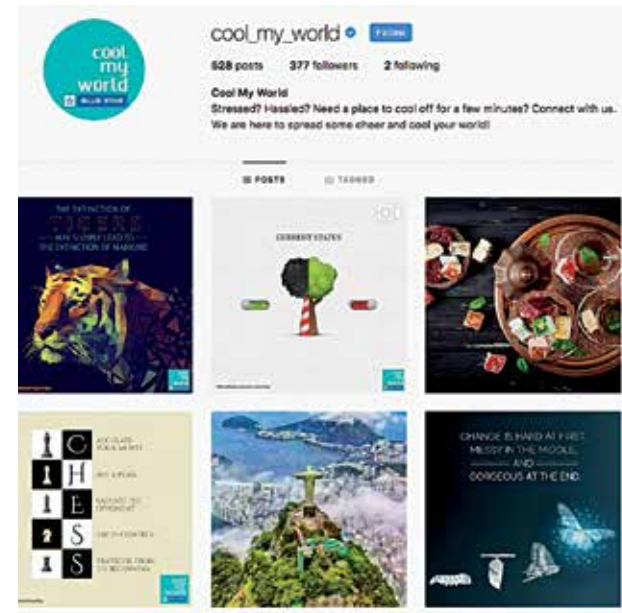 cool
my
world
BLUE STAR
cool_my_world
Follow
528 posts 377 followers 2 following
Cool My World
Stressed? Hassled? Need a place to cool off for a few minutes? Connect with us.
We are here to spread some cheer and cool your world!
POSTS TAGGED
THE EXTINCTION OF
TIGERS
MAY SIMPLY LEAD TO
THE EXTINCTION OF MANKIND
CURRENT STATUS
C
H
E
S
S
CHANGE IS HARD AT FIRST,
MESSY IN THE MIDDLE,
AND
GORGEOUS AT THE END.